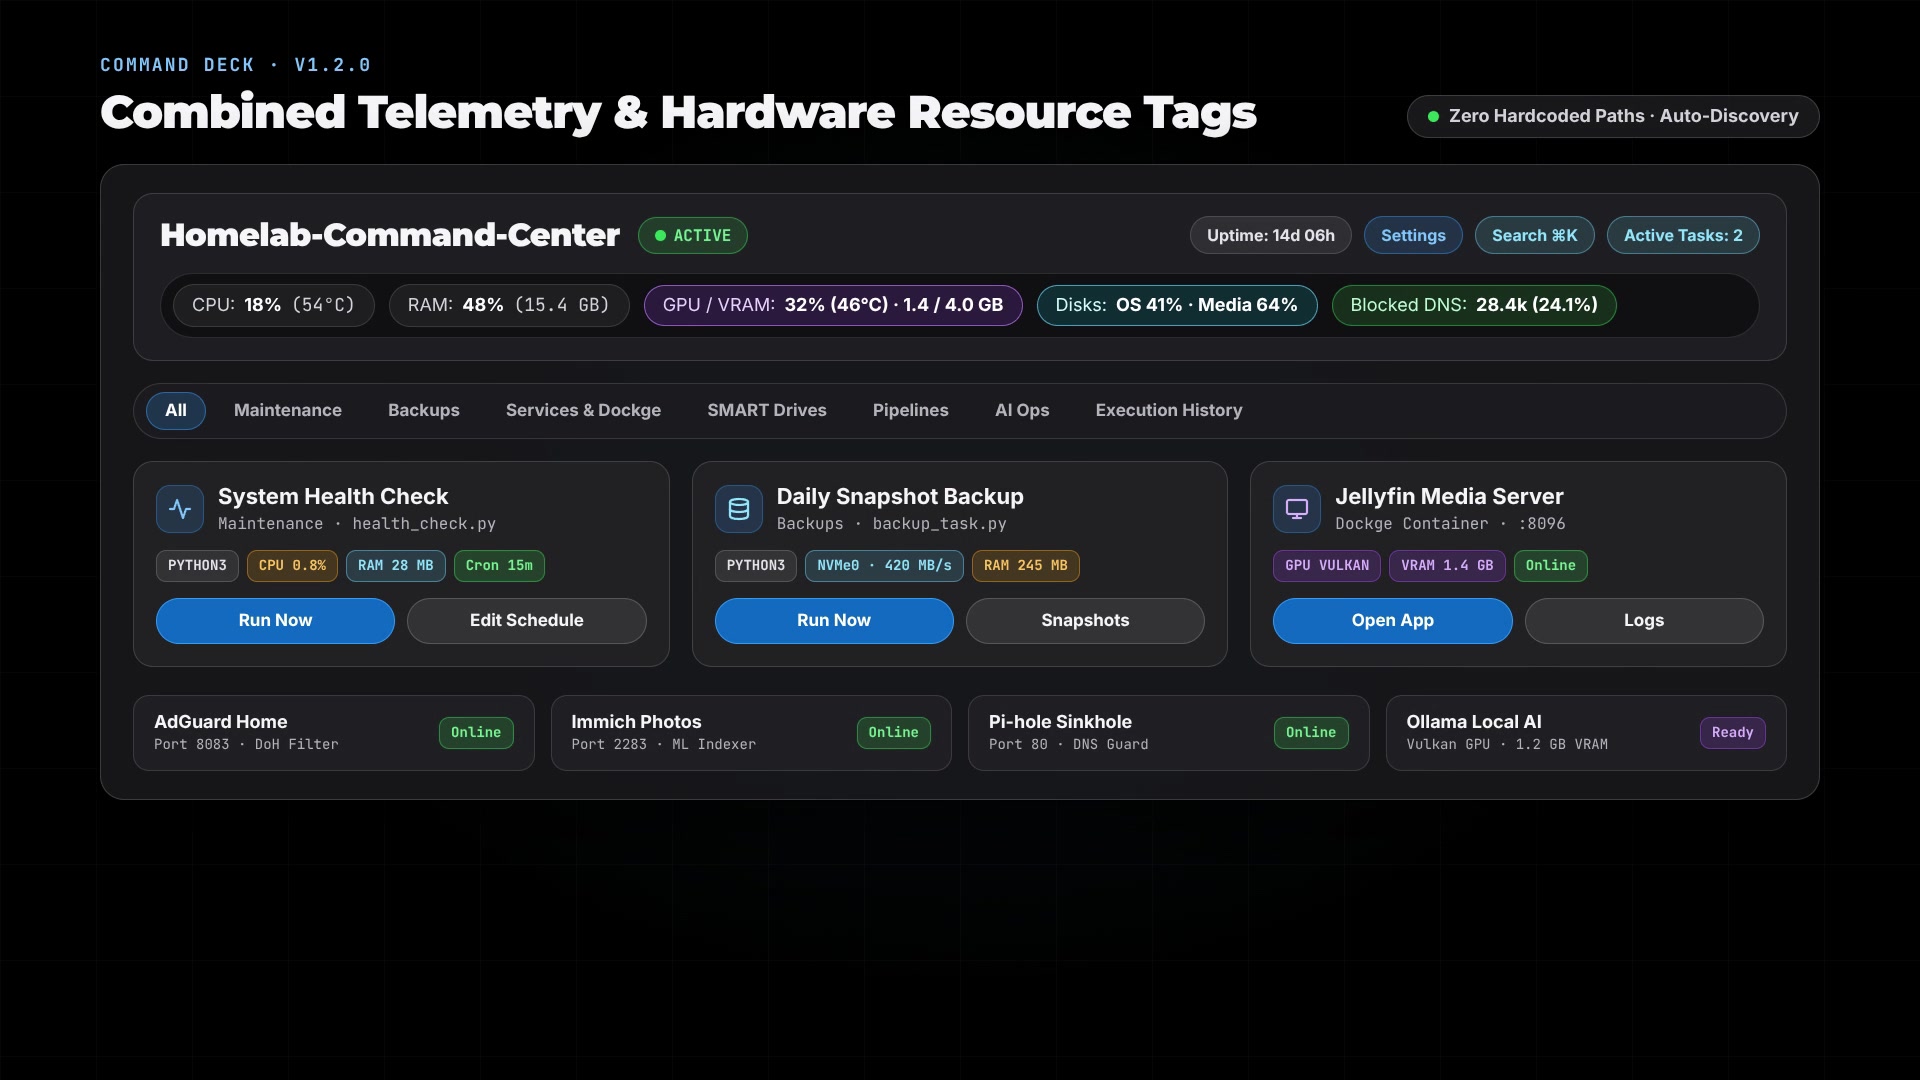 COMMAND DECK · V1.2.0
Combined Telemetry & Hardware Resource Tags
Zero Hardcoded Paths · Auto-Discovery
Homelab-Command-Center
ACTIVE
Uptime: 14d 06h
Settings
Search ⌘K
Active Tasks: 2
CPU: 18% (54°C)
RAM: 48% (15.4 GB)
GPU / VRAM: 32% (46°C) · 1.4 / 4.0 GB
Disks: OS 41% · Media 64%
Blocked DNS: 28.4k (24.1%)
All
Maintenance
Backups
Services & Dockge
SMART Drives
Pipelines
AI Ops
Execution History
System Health Check
Maintenance · health_check.py
PYTHON3
CPU 0.8%
RAM 28 MB
Cron 15m
Run Now
Edit Schedule
Daily Snapshot Backup
Backups · backup_task.py
PYTHON3
NVMe0 · 420 MB/s
RAM 245 MB
Run Now
Snapshots
Jellyfin Media Server
Dockge Container · :8096
GPU VULKAN
VRAM 1.4 GB
Online
Open App
Logs
AdGuard Home
Port 8083 · DoH Filter
Online
Immich Photos
Port 2283 · ML Indexer
Online
Pi-hole Sinkhole
Port 80 · DNS Guard
Online
Ollama Local AI
Vulkan GPU · 1.2 GB VRAM
Ready